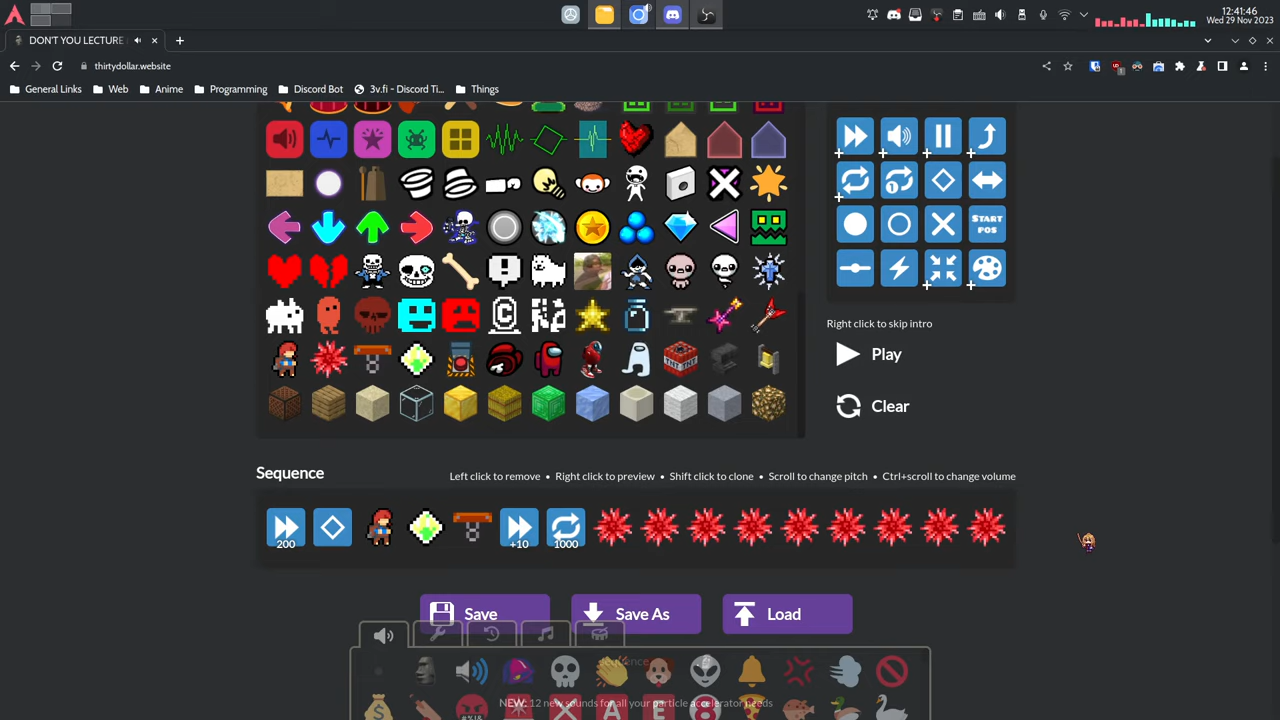 12:41:46
Wed 29 Nov 2023
DON'T YOU LECTURE
thirtydollar.website
General Links Web Anime Programming Discord Bot 3v.fi - Discord Ti... Things
START
POS
Right click to skip intro
Play
Clear
Sequence
Left click to remove • Right click to preview • Shift click to clone • Scroll to change pitch • Ctrl+scroll to change volume
200 +10 1000
Save Save As Load
Sequence
NEW: 12 new sounds for all your particle accelerator needs